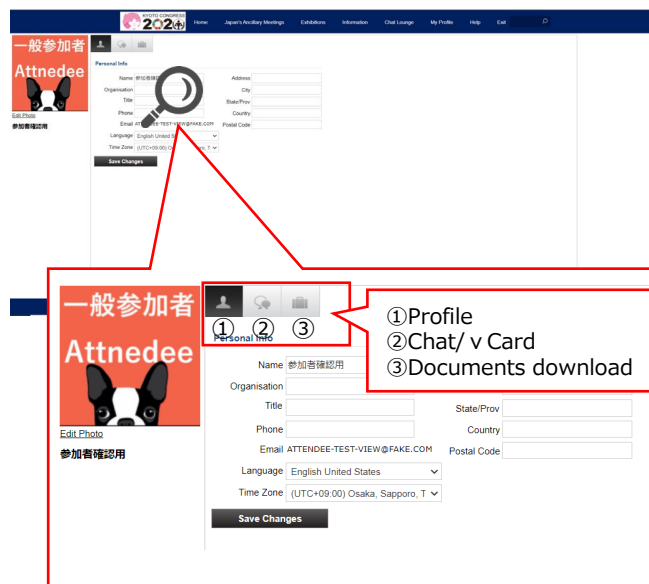 KYOTO CONGRESS
2020
Home Japan's Ancillary Meetings Exhibitions Information Chat Lounge My Profile Help Exit
一般参加者
Attnedee
Edit Photo
参加者確認用
Personal Info
Name 参加者確認用
Organisation
Title
Phone
Email ATTENDEE-TEST-VIEW@FAKE.COM
Language English United S
Time Zone (UTC+09:00) O aporo, T
Save Changes
Address
City
State/Prov
Country
Postal Code
一般参加者
Attnedee
Edit Photo
参加者確認用
① ② ③
①Profile
②Chat/ v Card
③Documents download
Personal Info
Name 参加者確認用
Organisation
Title
Phone
Email ATTENDEE-TEST-VIEW@FAKE.COM
Language English United States
Time Zone (UTC+09:00) Osaka, Sapporo, T
Save Changes
State/Prov
Country
Postal Code